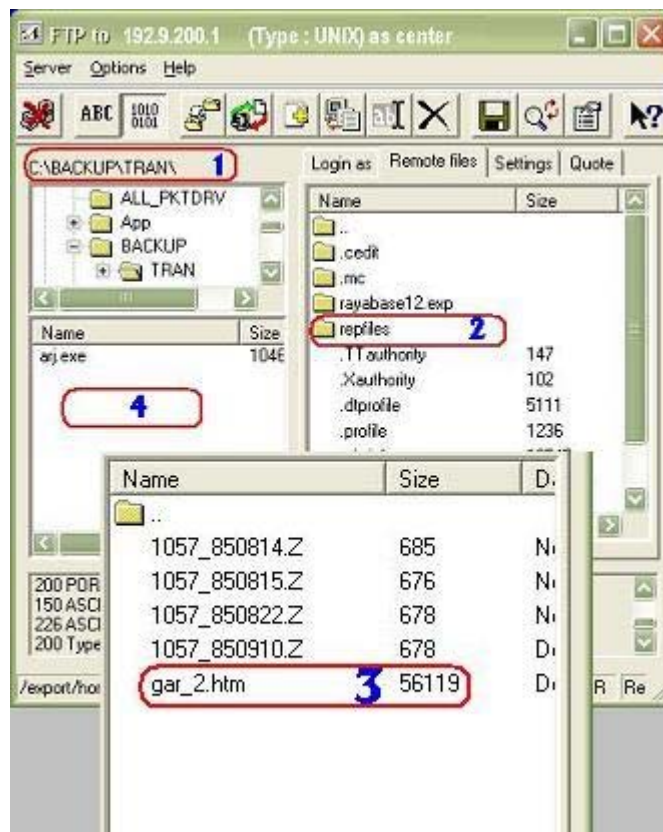 FTP to 192.9.200.1 (Type : UNIX) as center
Server Options Help
ABC 1010 0101
C:\BACKUP\TRAN\ 1
Login as Remote files Settings Quote
ALL_PKTDRV
App
BACKUP
TRAN
Name Size
..
.cedit
.mc
rayabase12.exp
repfiles 2
.TTauthority 147
.Xauthority 102
.dtprofile 5111
.profile 1236
Name Size
arj.exe 1046
4
Name Size D
..
1057_850814.Z 685 N
1057_850815.Z 676 N
1057_850822.Z 678 N
1057_850910.Z 678 D
gar_2.htm 3 56119 D
200 POR
150 ASCI
226 ASCI
200 Type
/export/ho R Re